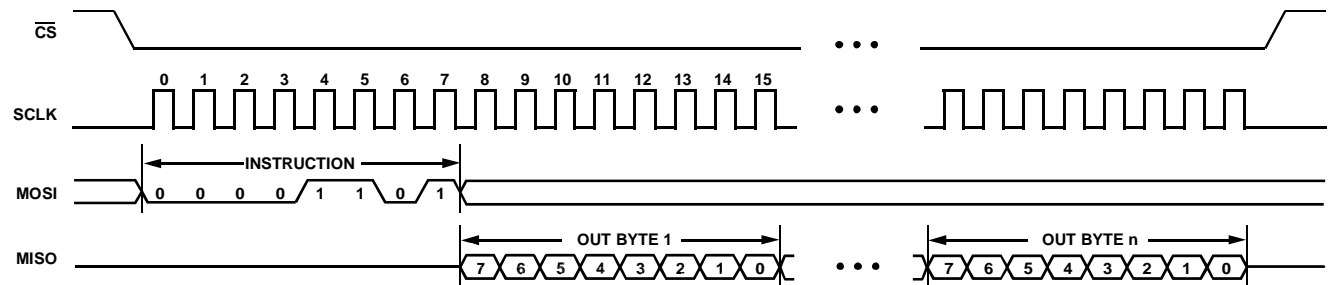 CS
0 1 2 3 4 5 6 7 8 9 10 11 12 13 14 15
SCLK
INSTRUCTION
MOSI 0 0 0 0 1 1 0 1
OUT BYTE 1 OUT BYTE n
MISO 7 6 5 4 3 2 1 0 7 6 5 4 3 2 1 0